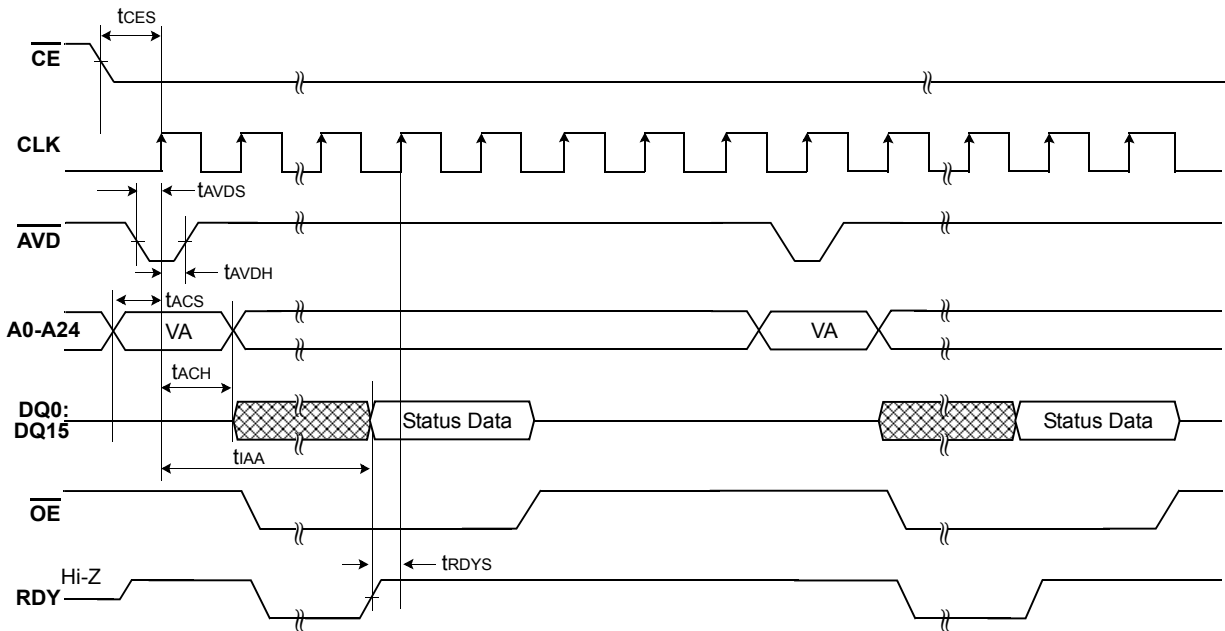 tCES
CE
CLK
tAVDS
AVD
tAVDH
tACS
A0-A24
VA
VA
tACH
DQ0:
DQ15
Status Data
Status Data
tIAA
OE
tRDYS
Hi-Z
RDY